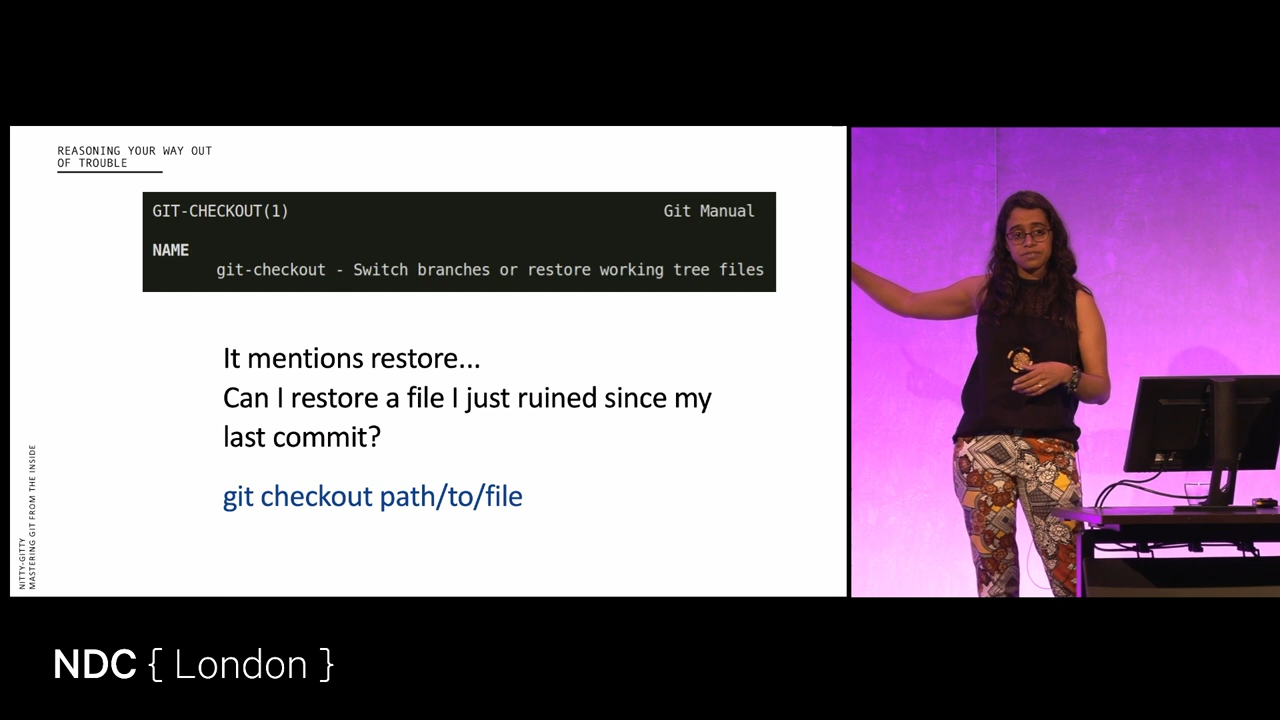 REASONING YOUR WAY OUT
OF TROUBLE
GIT-CHECKOUT(1) Git Manual
NAME
git-checkout - Switch branches or restore working tree files
It mentions restore...
Can I restore a file I just ruined since my
last commit?
git checkout path/to/file
NITTY-GITTY
MASTERING GIT FROM THE INSIDE
NDC { London }